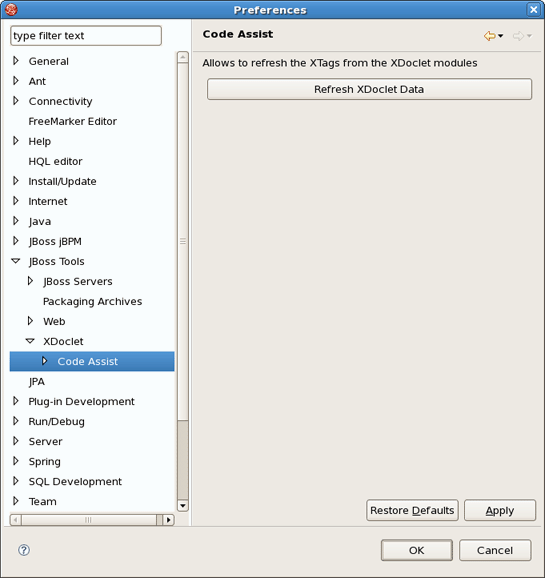 Preferences
type filter text
General
Ant
Connectivity
FreeMarker Editor
Help
HQL editor
Install/Update
Internet
Java
JBoss jBPM
JBoss Tools
JBoss Servers
Packaging Archives
Web
XDoclet
Code Assist
JPA
Plug-in Development
Run/Debug
Server
Spring
SQL Development
Team
Code Assist
Allows to refresh the XTags from the XDoclet modules
Refresh XDoclet Data
Restore Defaults
Apply
OK
Cancel